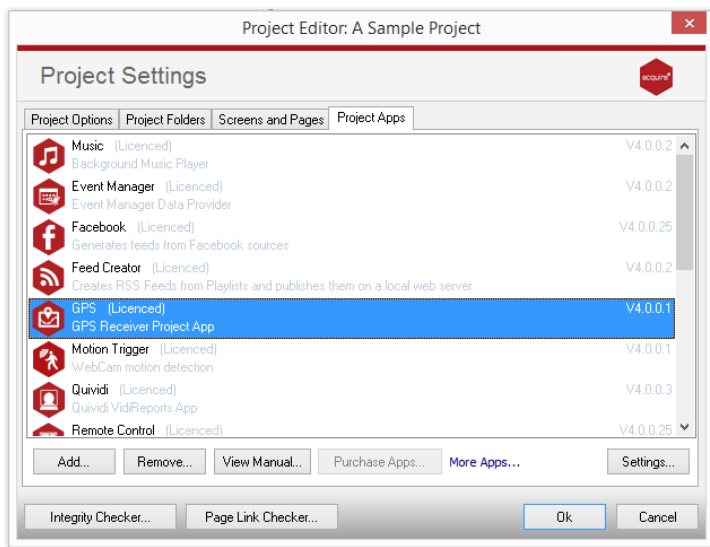 Project Editor: A Sample Project
Project Settings
acquire
Project Options Project Folders Screens and Pages Project Apps
Music (Licenced) V4.0.0.2
Background Music Player
Event Manager (Licenced) V4.0.0.2
Event Manager Data Provider
Facebook (Licenced) V4.0.0.25
Generates feeds from Facebook sources
Feed Creator (Licenced) V4.0.0.2
Creates RSS Feeds from Playlists and publishes them on a local web server
GPS (Licenced) V4.0.0.1
GPS Receiver Project App
Motion Trigger (Licenced) V4.0.0.1
WebCam motion detection
Quividi (Licenced) V4.0.0.3
Quividi VidiReports App
Remote Control (Licenced) V4.0.0.25
Add... Remove... View Manual... Purchase Apps... More Apps... Settings...
Integrity Checker... Page Link Checker... Ok Cancel